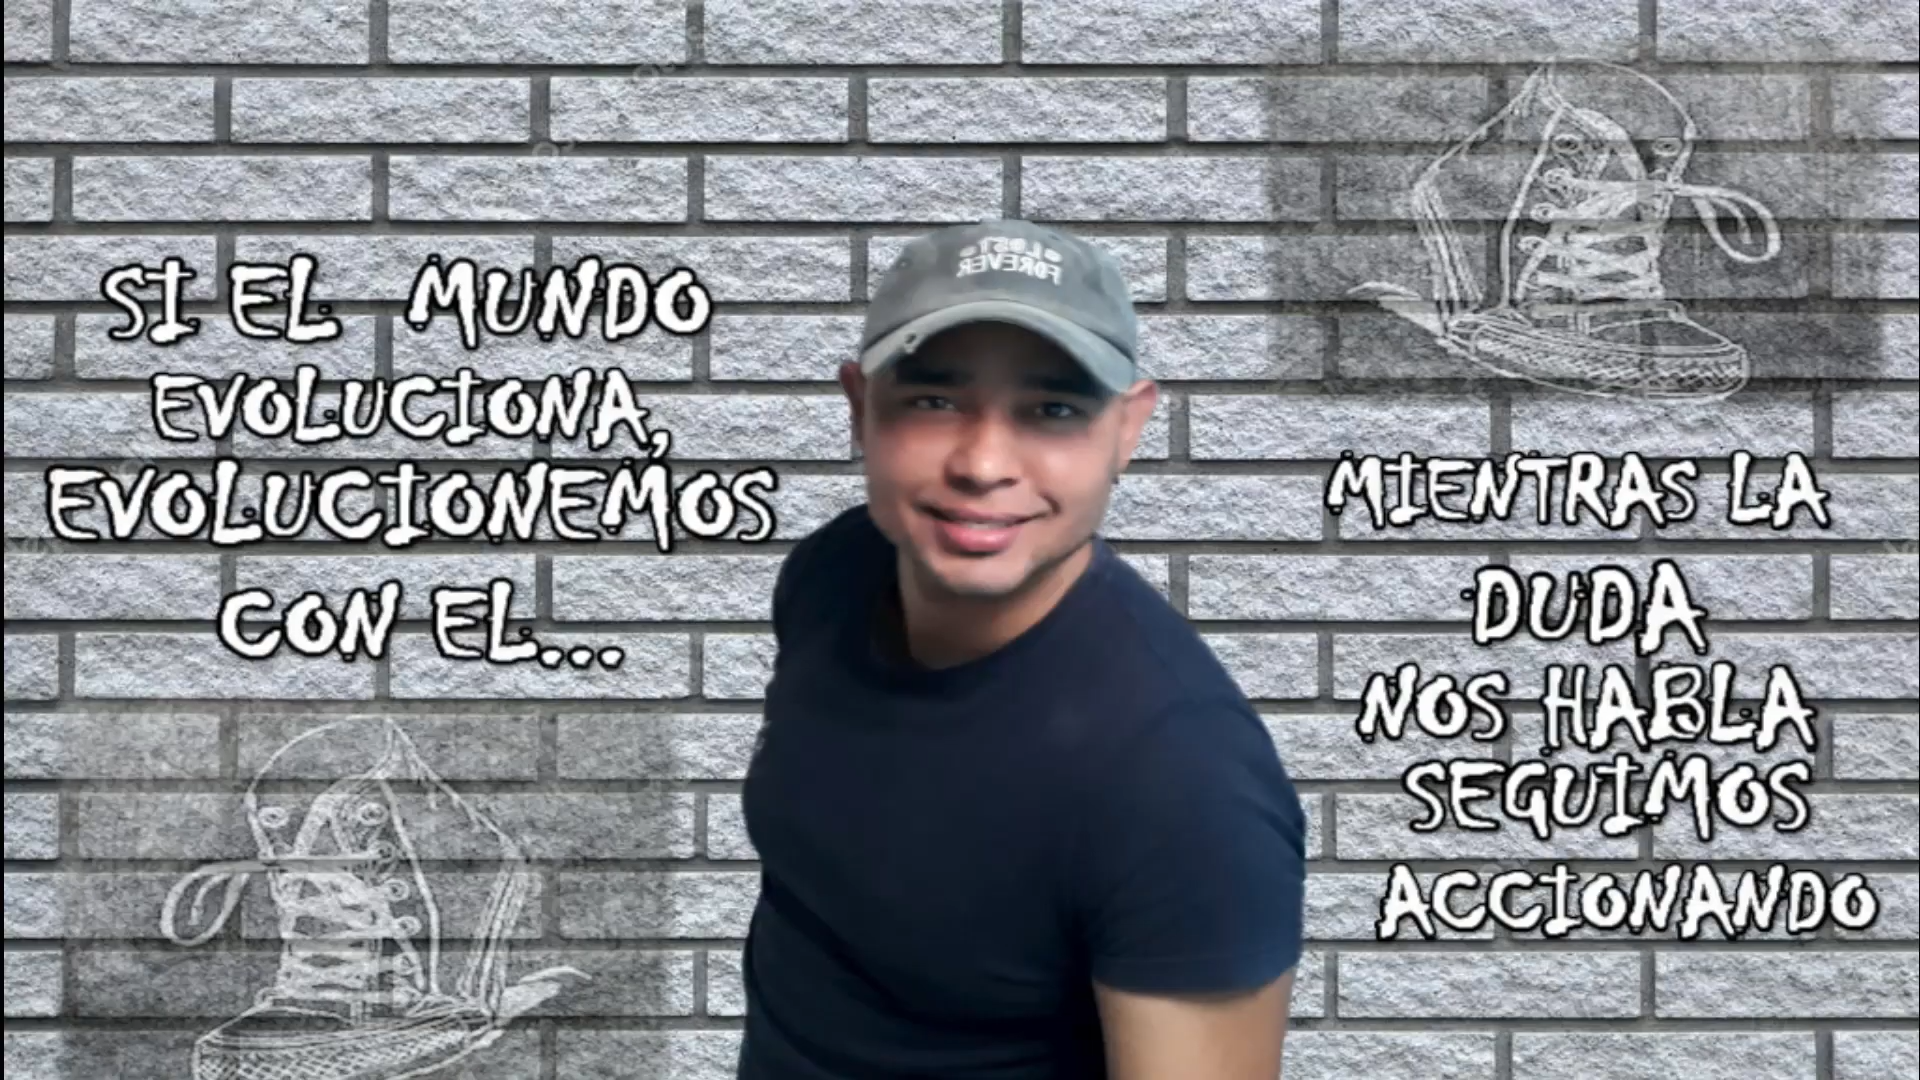 SI EL MUNDO
EVOLUCIONA,
EVOLUCIONEMOS
CON EL...
LOST
FOREVER
MIENTRAS LA
DUDA
NOS HABLA
SEGUIMOS
ACCIONANDO